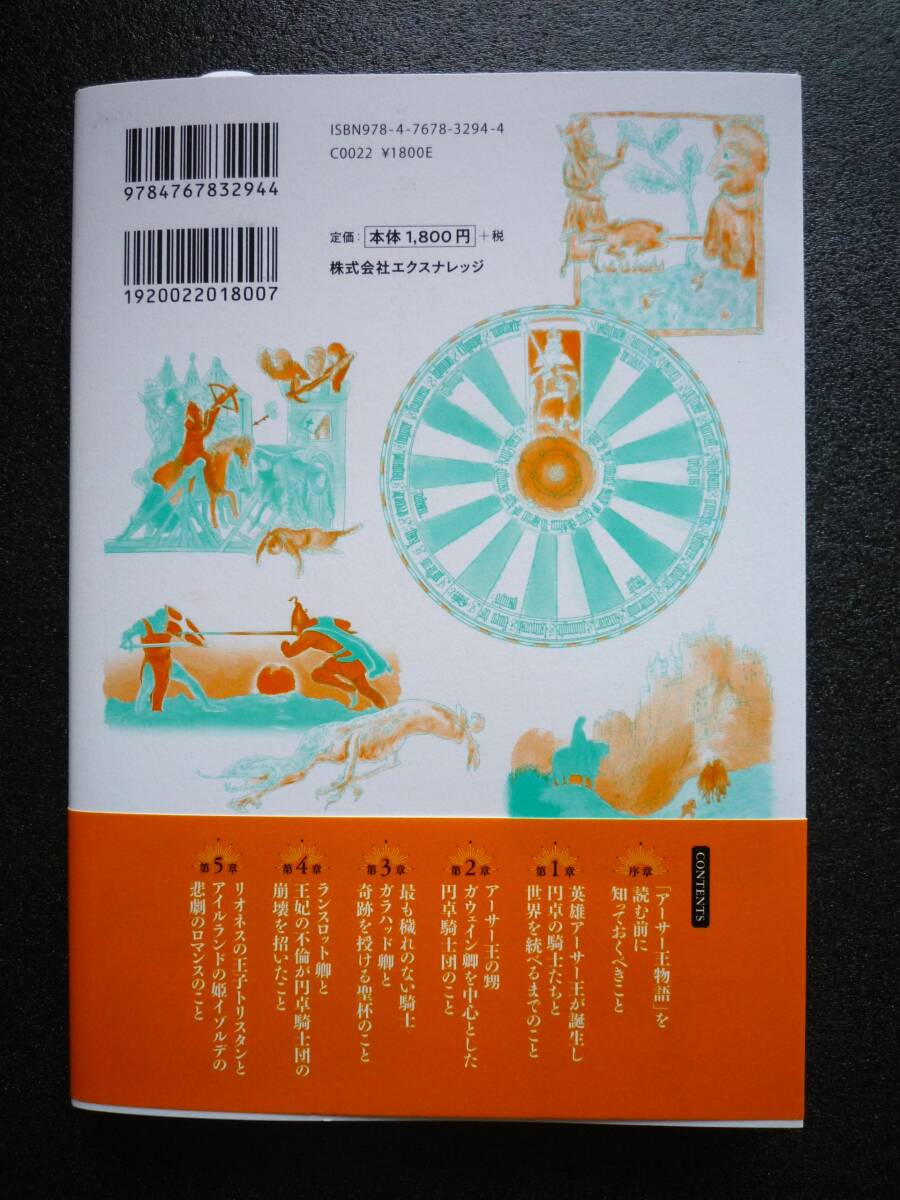 ISBN978-4-7678-3294-4
C0022 ¥1800E
9784767832944
定価: 本体1,800円 +税
株式会社エクスナレッジ
1920022018007
CONTENTS
序章
「アーサー王物語」を
読む前に
知っておくべきこと
第1章
英雄アーサー王が誕生し
円卓の騎士たちと
世界を統べるまでのこと
第2章
アーサー王の甥
ガウェイン卿を中心とした
円卓騎士団のこと
第3章
最も穢れのない騎士
ガラハッド卿と
奇跡を授ける聖杯のこと
第4章
ランスロット卿と
王妃の不倫が円卓騎士団の
崩壊を招いたこと
第5章
リオネスの王子トリスタンと
アイルランドの姫イゾルデの
悲劇のロマンスのこと